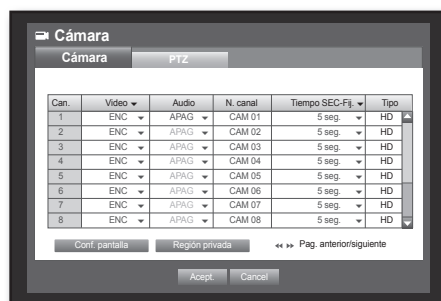 Cámara
Cámara PTZ
Can. Video Audio N. canal Tiempo SEC-Fij. Tipo
1 ENC APAG CAM 01 5 seg. HD
2 ENC APAG CAM 02 5 seg. HD
3 ENC APAG CAM 03 5 seg. HD
4 ENC APAG CAM 04 5 seg. HD
5 ENC APAG CAM 05 5 seg. HD
6 ENC APAG CAM 06 5 seg. HD
7 ENC APAG CAM 07 5 seg. HD
8 ENC APAG CAM 08 5 seg. HD
Conf. pantalla Región privada Pag. anterior/siguiente
Acept. Cancel